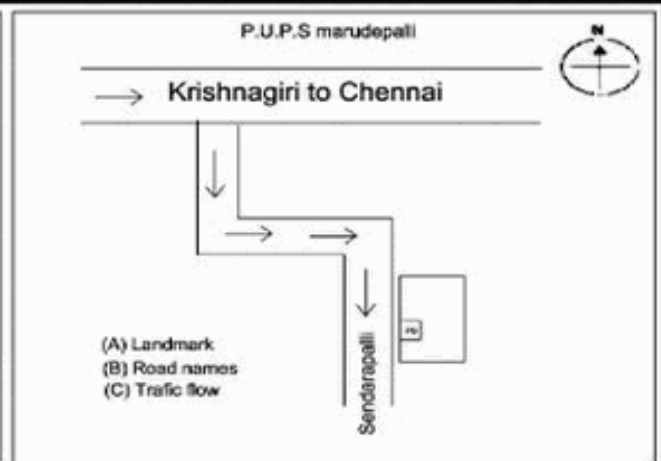 P.U.P.S marudepalli
N
Krishnagiri to Chennai
(A) Landmark
(B) Road names
(C) Trafic flow
Sendarapalli